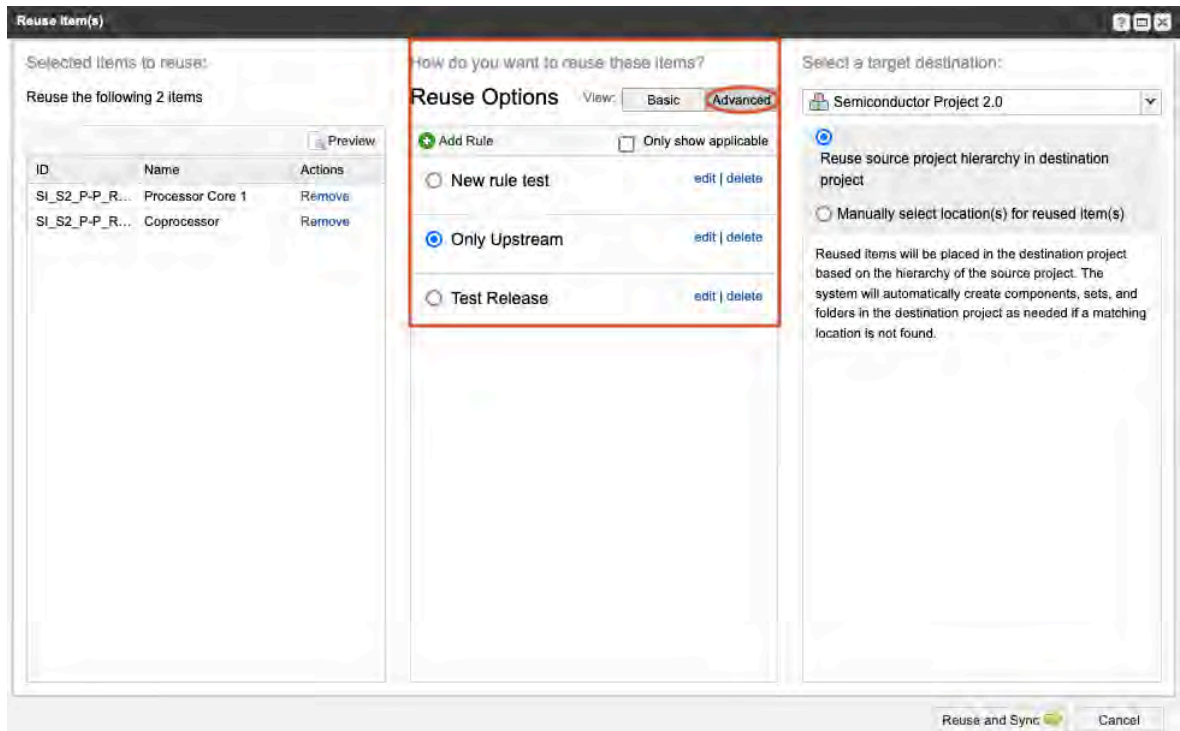 Reuse Item(s)
Selected items to reuse:
Reuse the following 2 items
Preview
ID Name Actions
SI_S2_P-P_R... Processor Core 1 Remove
SI_S2_P-P_R... Coprocessor Remove
How do you want to reuse these items?
Reuse Options View: Basic Advanced
Add Rule Only show applicable
New rule test edit | delete
Only Upstream edit | delete
Test Release edit | delete
Select a target destination:
Semiconductor Project 2.0
Reuse source project hierarchy in destination
project
Manually select location(s) for reused item(s)
Reused items will be placed in the destination project
based on the hierarchy of the source project. The
system will automatically create components, sets, and
folders in the destination project as needed if a matching
location is not found.
Reuse and Sync Cancel